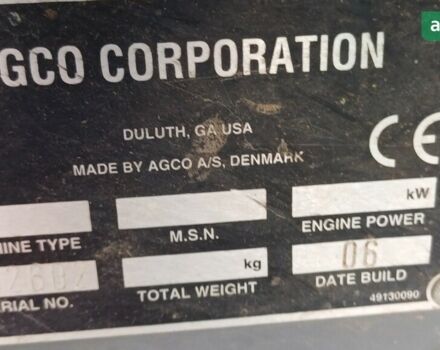 GCO CORPORATION
DULUTH, GA USA
MADE BY AGCO A/S, DENMARK
CE
kW
INE TYPE
M.S.N.
ENGINE POWER
kg
06
RIAL NO.
TOTAL WEIGHT
DATE BUILD
49130090
a